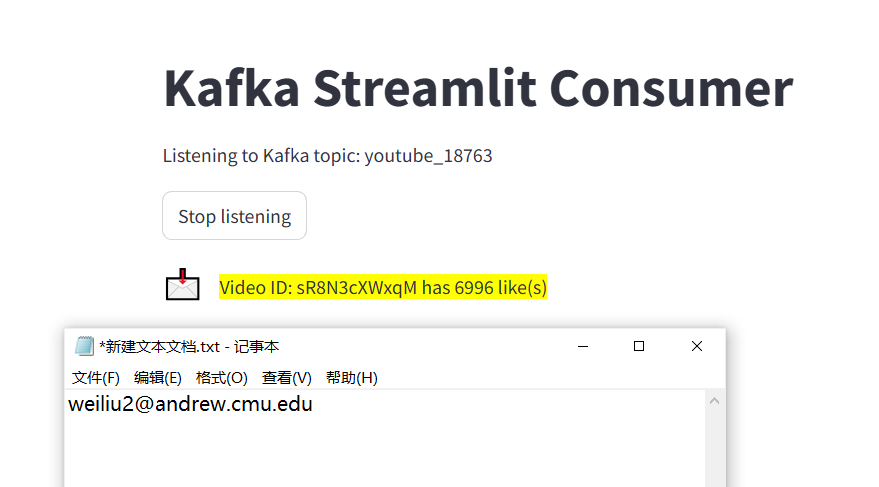 Kafka Streamlit Consumer
Listening to Kafka topic: youtube_18763
Stop listening
Video ID: sR8N3cXWxqM has 6996 like(s)
*新建文本文档.txt - 记事本
文件(F) 编辑(E) 格式(O) 查看(V) 帮助(H)
weiliu2@andrew.cmu.edu